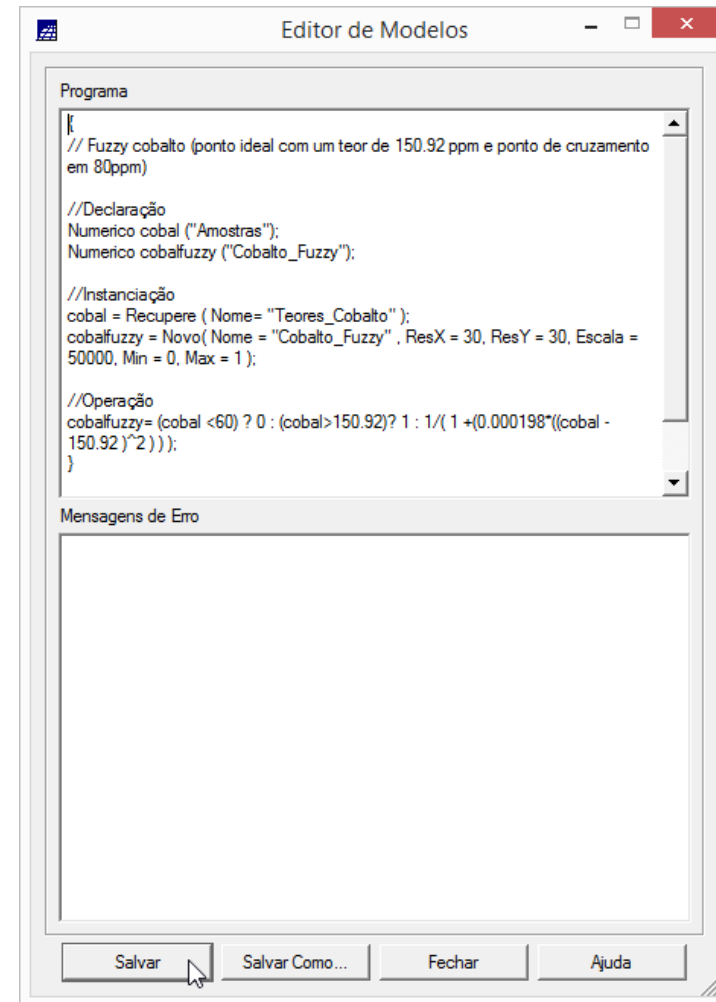 Editor de Modelos
Programa
{
// Fuzzy cobalto (ponto ideal com um teor de 150.92 ppm e ponto de cruzamento
em 80ppm)
//Declaração
Numerico cobal ("Amostras");
Numerico cobalfuzzy ("Cobalto_Fuzzy");
//Instanciação
cobal = Recupere ( Nome= "Teores_Cobalto" );
cobalfuzzy = Novo( Nome = "Cobalto_Fuzzy" , ResX = 30, ResY = 30, Escala =
50000, Min = 0, Max = 1 );
//Operação
cobalfuzzy= (cobal <60) ? 0 : (cobal>150.92)? 1 : 1/( 1 +(0.000198*((cobal -
150.92 )^2 ) ) );
}
Mensagens de Erro
Salvar
Salvar Como...
Fechar
Ajuda